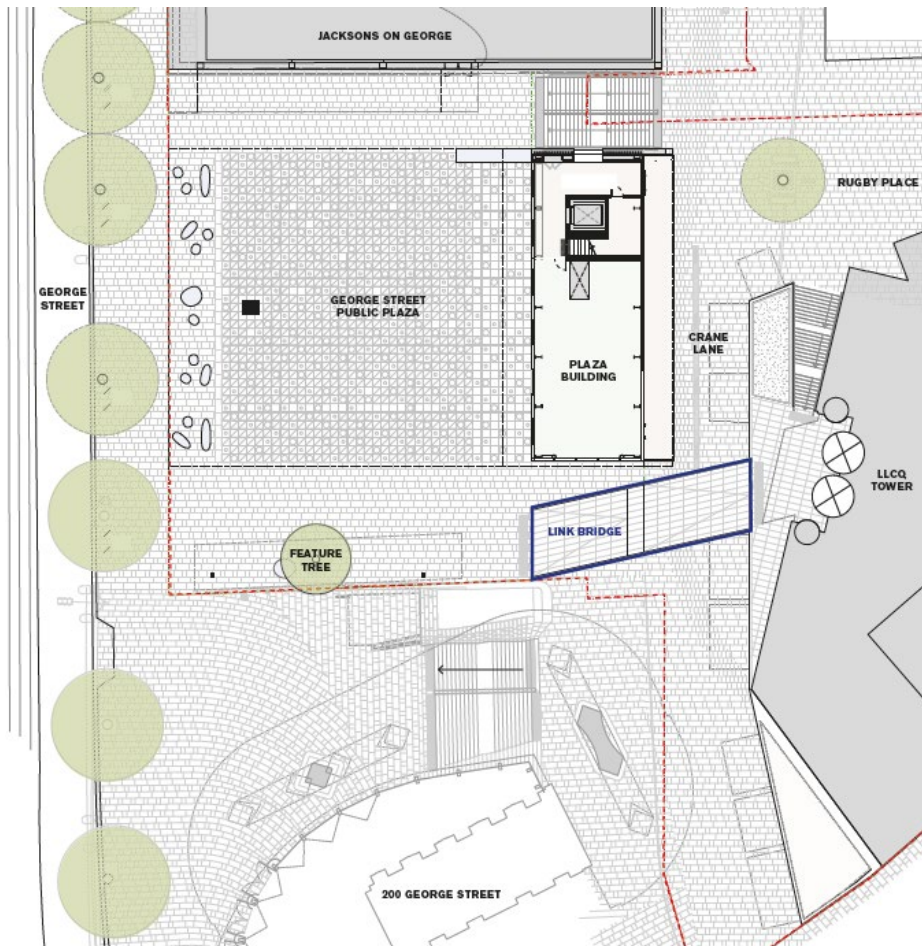 JACKSONS ON GEORGE
RUGBY PLACE
GEORGE
STREET
GEORGE STREET
PUBLIC PLAZA
CRANE
LANE
PLAZA
BUILDING
LLCQ
TOWER
LINK BRIDGE
FEATURE
TREE
200 GEORGE STREET